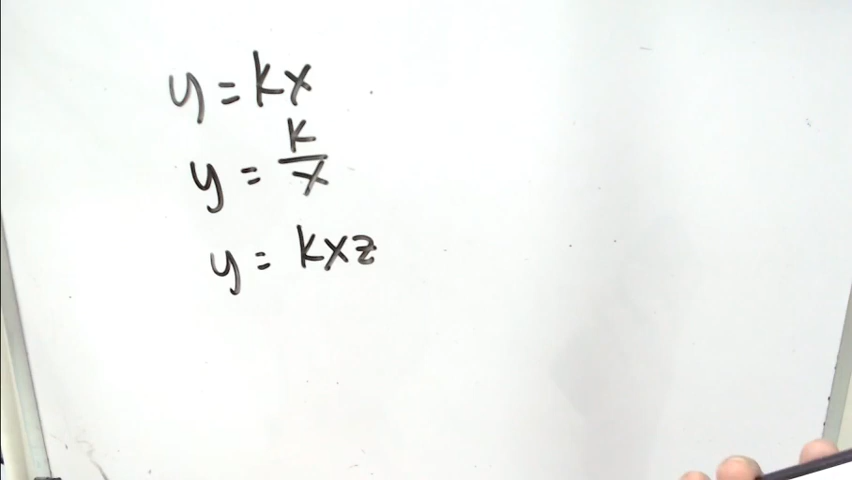 y = kx
y = k/x
y = kxz